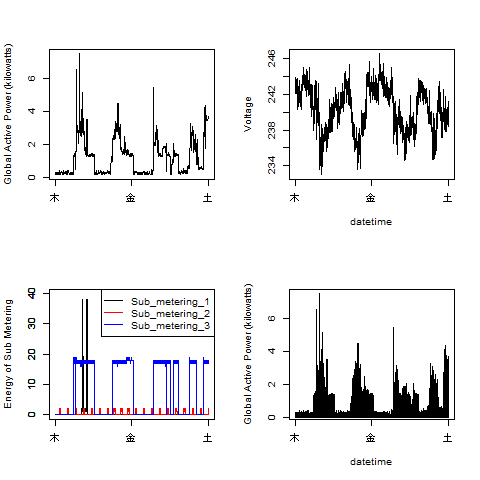 Global Active Power (kilowatts)
0 2 4 6
木 金 土
Voltage
234 238 242 246
木 金 土
datetime
Energy of Sub Metering
0 10 20 30 40
Sub_metering_1
Sub_metering_2
Sub_metering_3
木 金 土
Global Active Power (kilowatts)
0 2 4 6
木 金 土
datetime